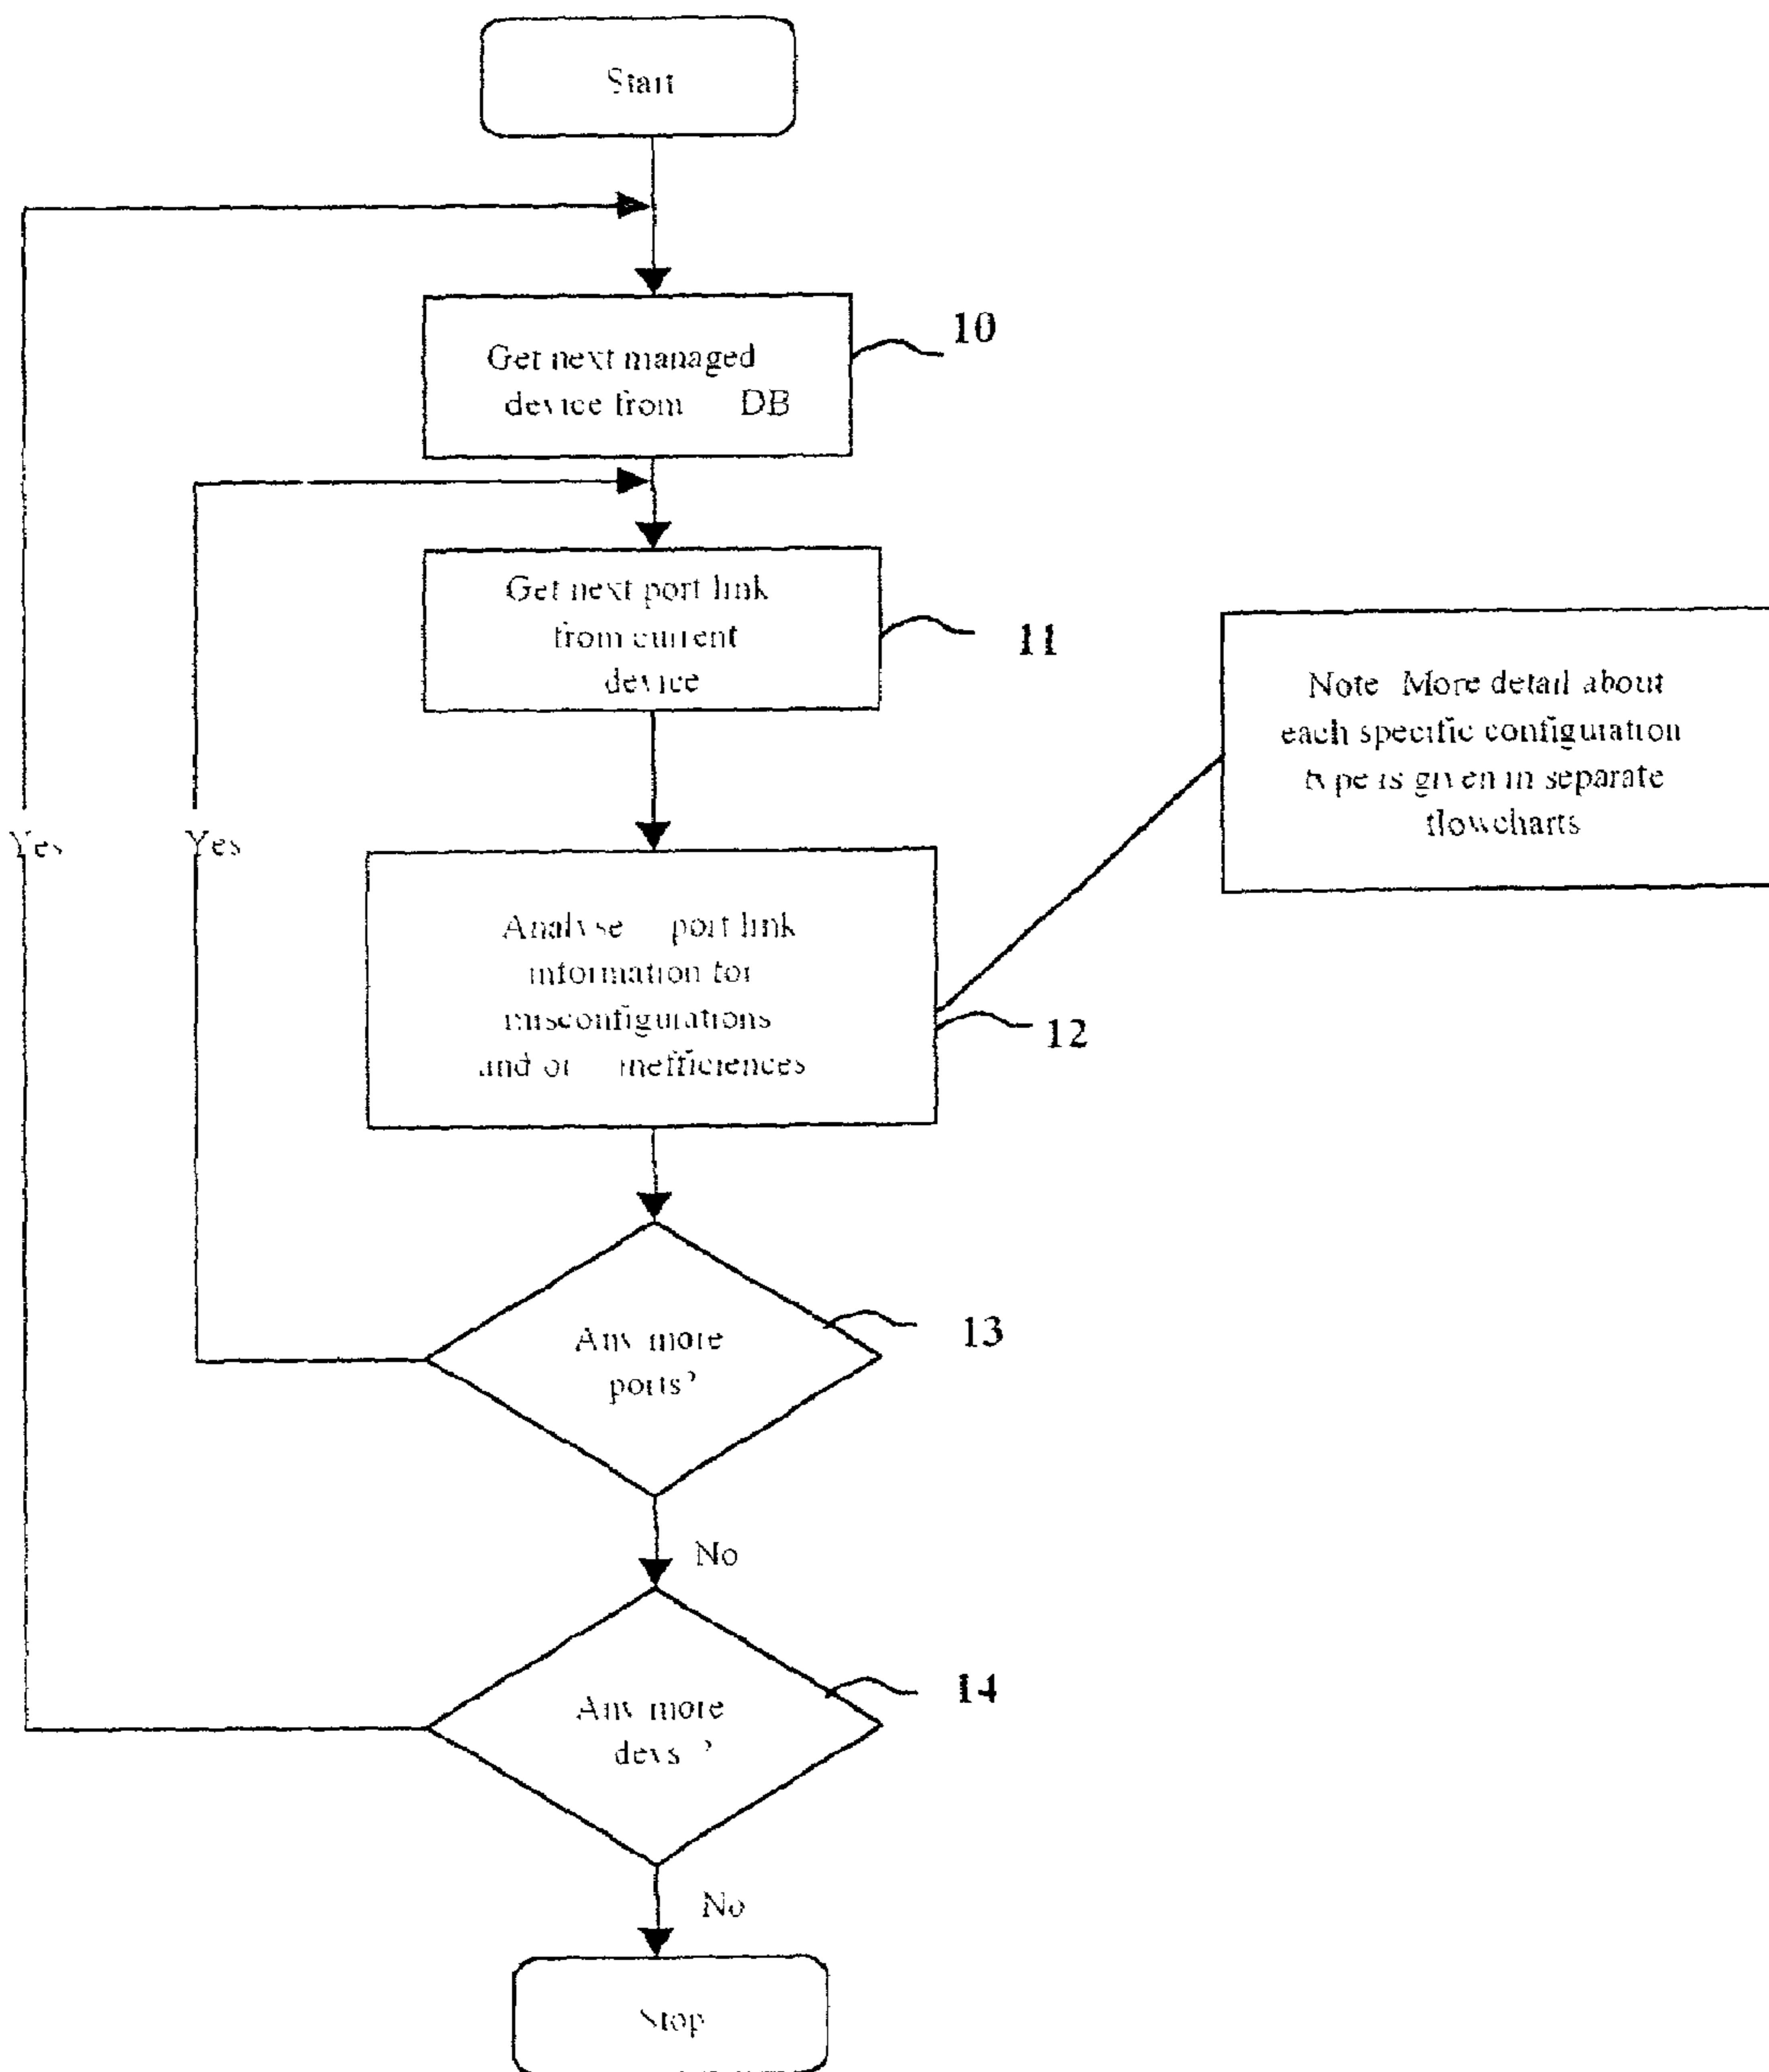 Start
Get next managed
device from DB
10
Get next port link
from current
device
11
Note More detail about
each specific configuration
type is given in separate
flowcharts
Yes
Yes
Analyse port link
information for
misconfigurations
and or inefficiences
12
Any more
ports?
13
No
Any more
devs ?
14
No
Stop